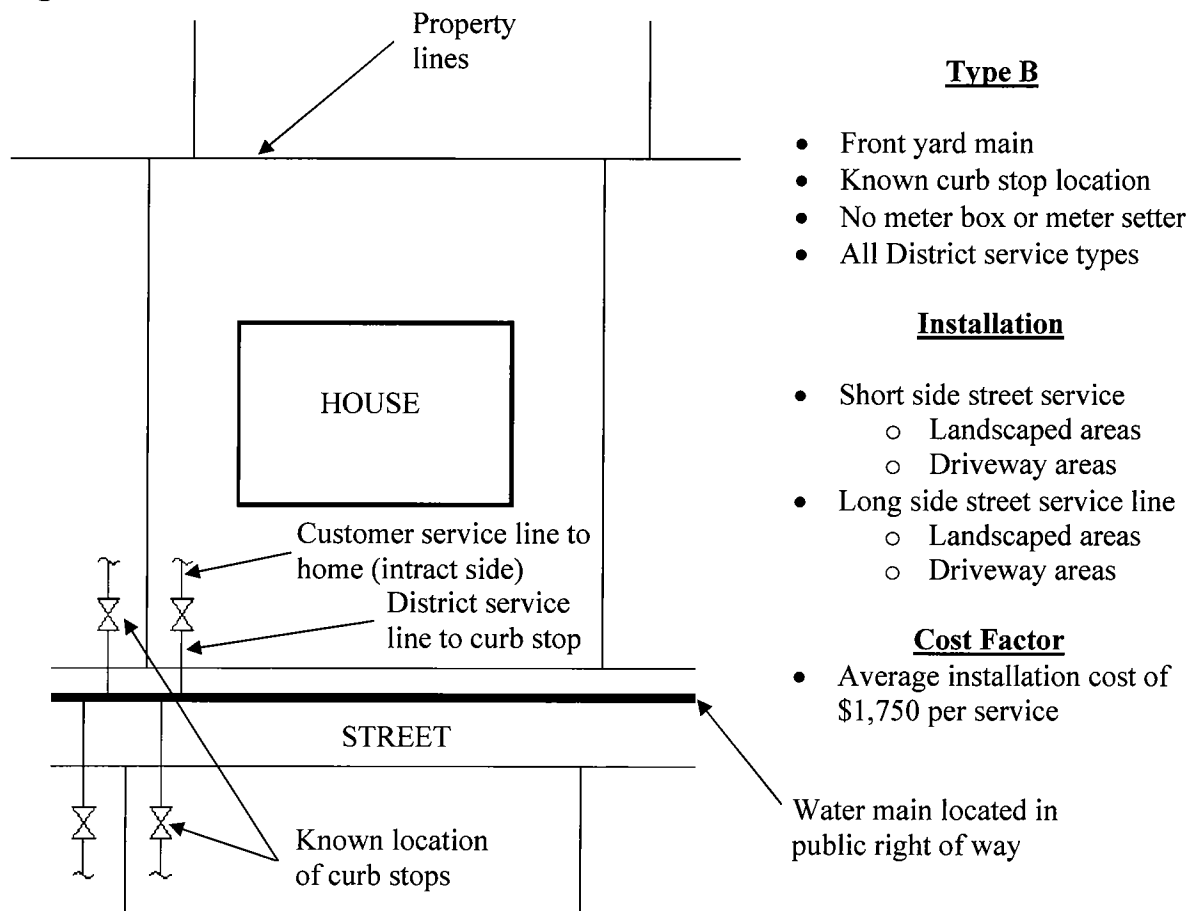 Property
lines
HOUSE
Customer service line to
home (intract side)
District service
line to curb stop
STREET
Known location
of curb stops
Water main located in
public right of way
Type B
• Front yard main
• Known curb stop location
• No meter box or meter setter
• All District service types
Installation
• Short side street service
o Landscaped areas
o Driveway areas
• Long side street service line
o Landscaped areas
o Driveway areas
Cost Factor
• Average installation cost of
$1,750 per service